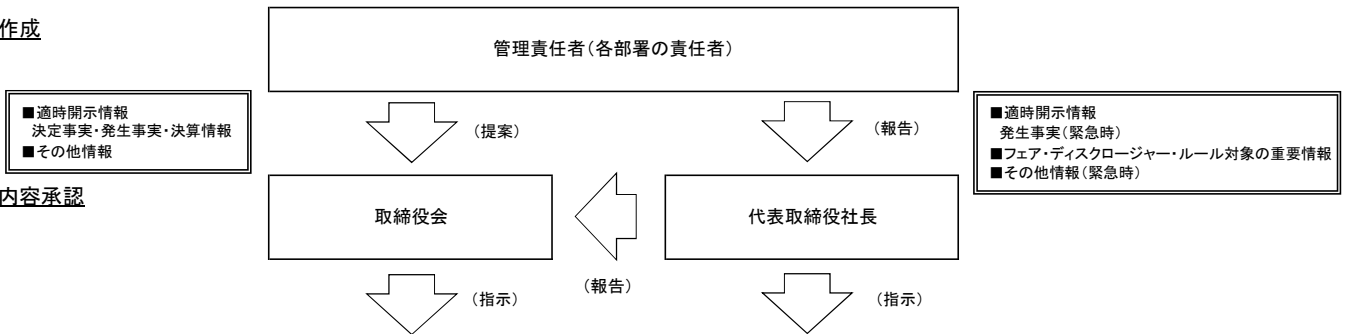 作成
管理責任者(各部署の責任者)
■適時開示情報
決定事実・発生事実・決算情報
■その他情報
(提案)
(報告)
■適時開示情報
発生事実(緊急時)
■フェア・ディスクロージャー・ルール対象の重要情報
■その他情報(緊急時)
内容承認
取締役会
代表取締役社長
(報告)
(指示)
(指示)